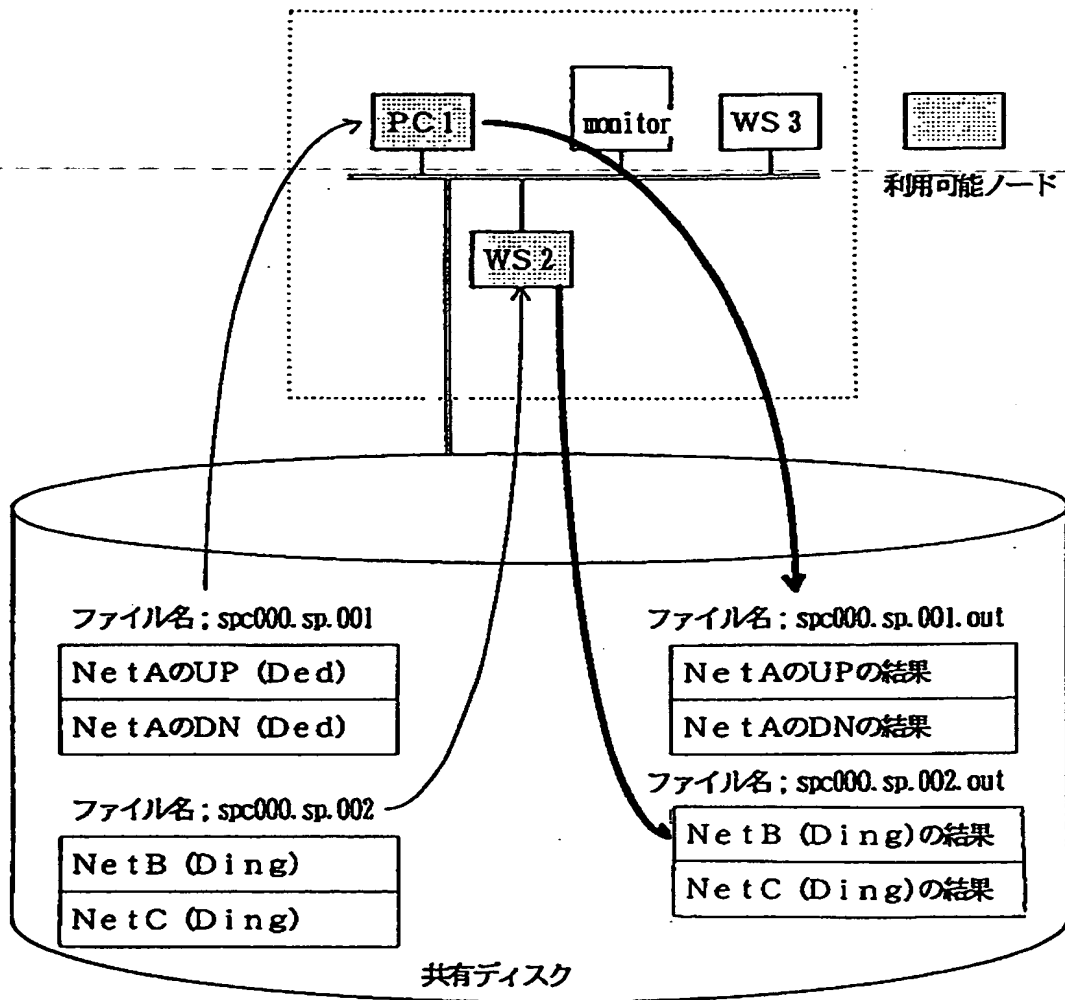 PC1
monitor
WS3
利用可能ノード
WS2
ファイル名；spc000.sp.001
NetAのUP (Ded)
NetAのDN (Ded)
ファイル名；spc000.sp.002
NetB (Ding)
NetC (Ding)
ファイル名；spc000.sp.001.out
NetAのUPの結果
NetAのDNの結果
ファイル名；spc000.sp.002.out
NetB (Ding)の結果
NetC (Ding)の結果
共有ディスク